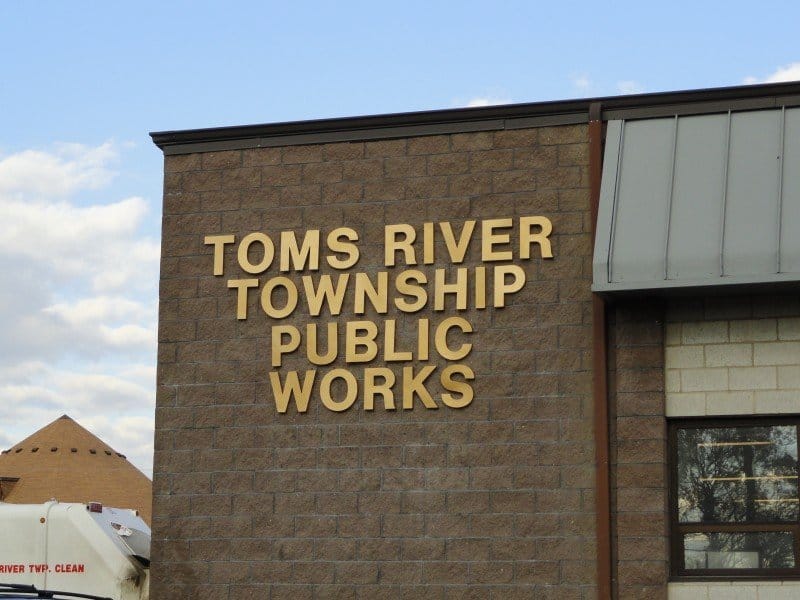 TOMS RIVER
TOWNSHIP
PUBLIC
WORKS
RIVER TWP. CLEAN